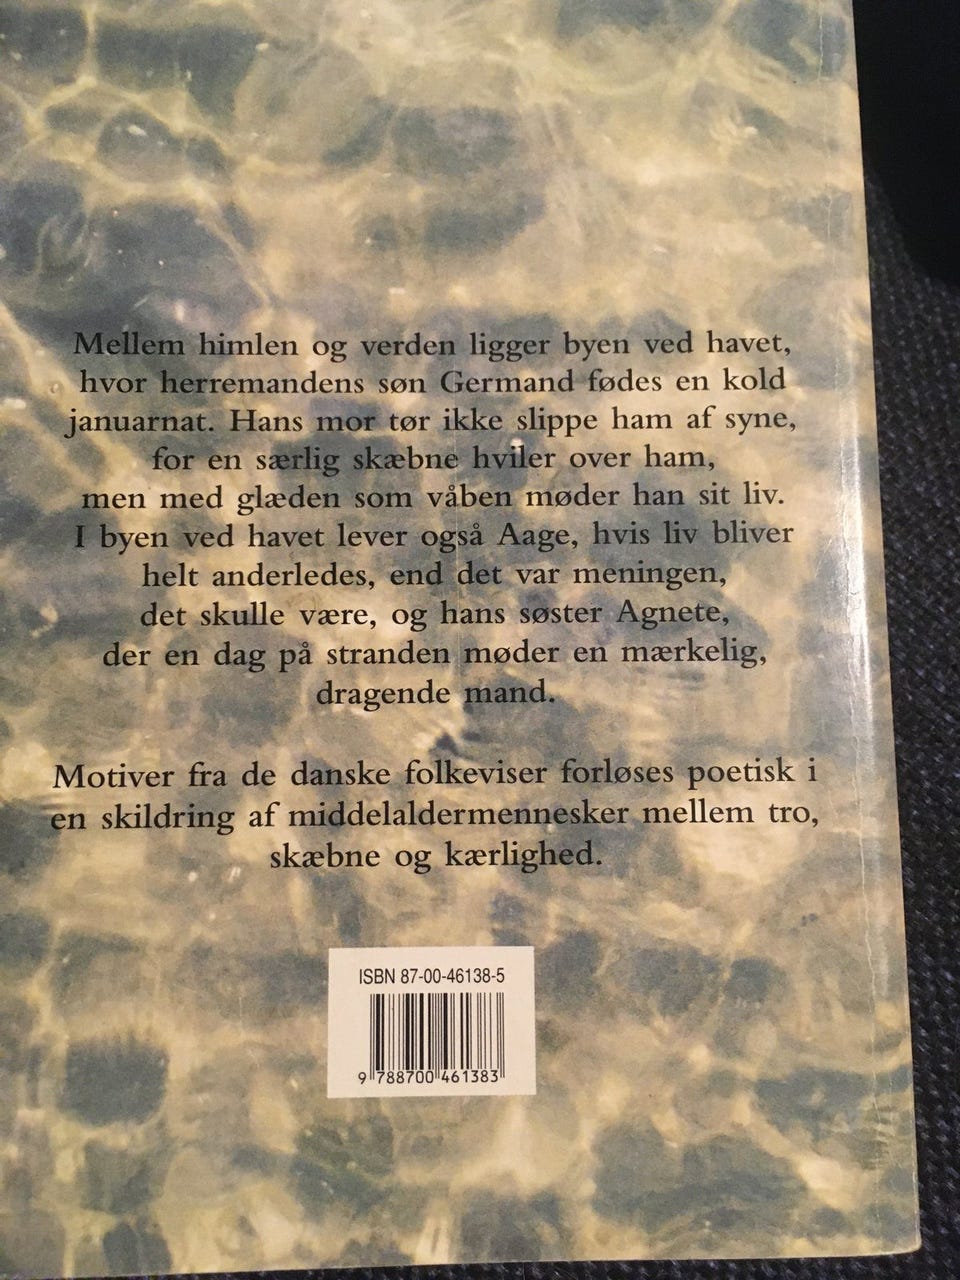 Mellem himlen og verden ligger byen ved havet,
hvor herremandens søn Germand fødes en kold
januarnat. Hans mor tør ikke slippe ham af syne,
for en særlig skæbne hviler over ham,
men med glæden som våben møder han sit liv.
I byen ved havet lever også Aage, hvis liv bliver
helt anderledes, end det var meningen,
det skulle være, og hans søster Agnete,
der en dag på stranden møder en mærkelig,
dragende mand.
Motiver fra de danske folkeviser forløses poetisk i
en skildring af middelaldermennesker mellem tro,
skæbne og kærlighed.
ISBN 87-00-46138-5
9 788700 461383